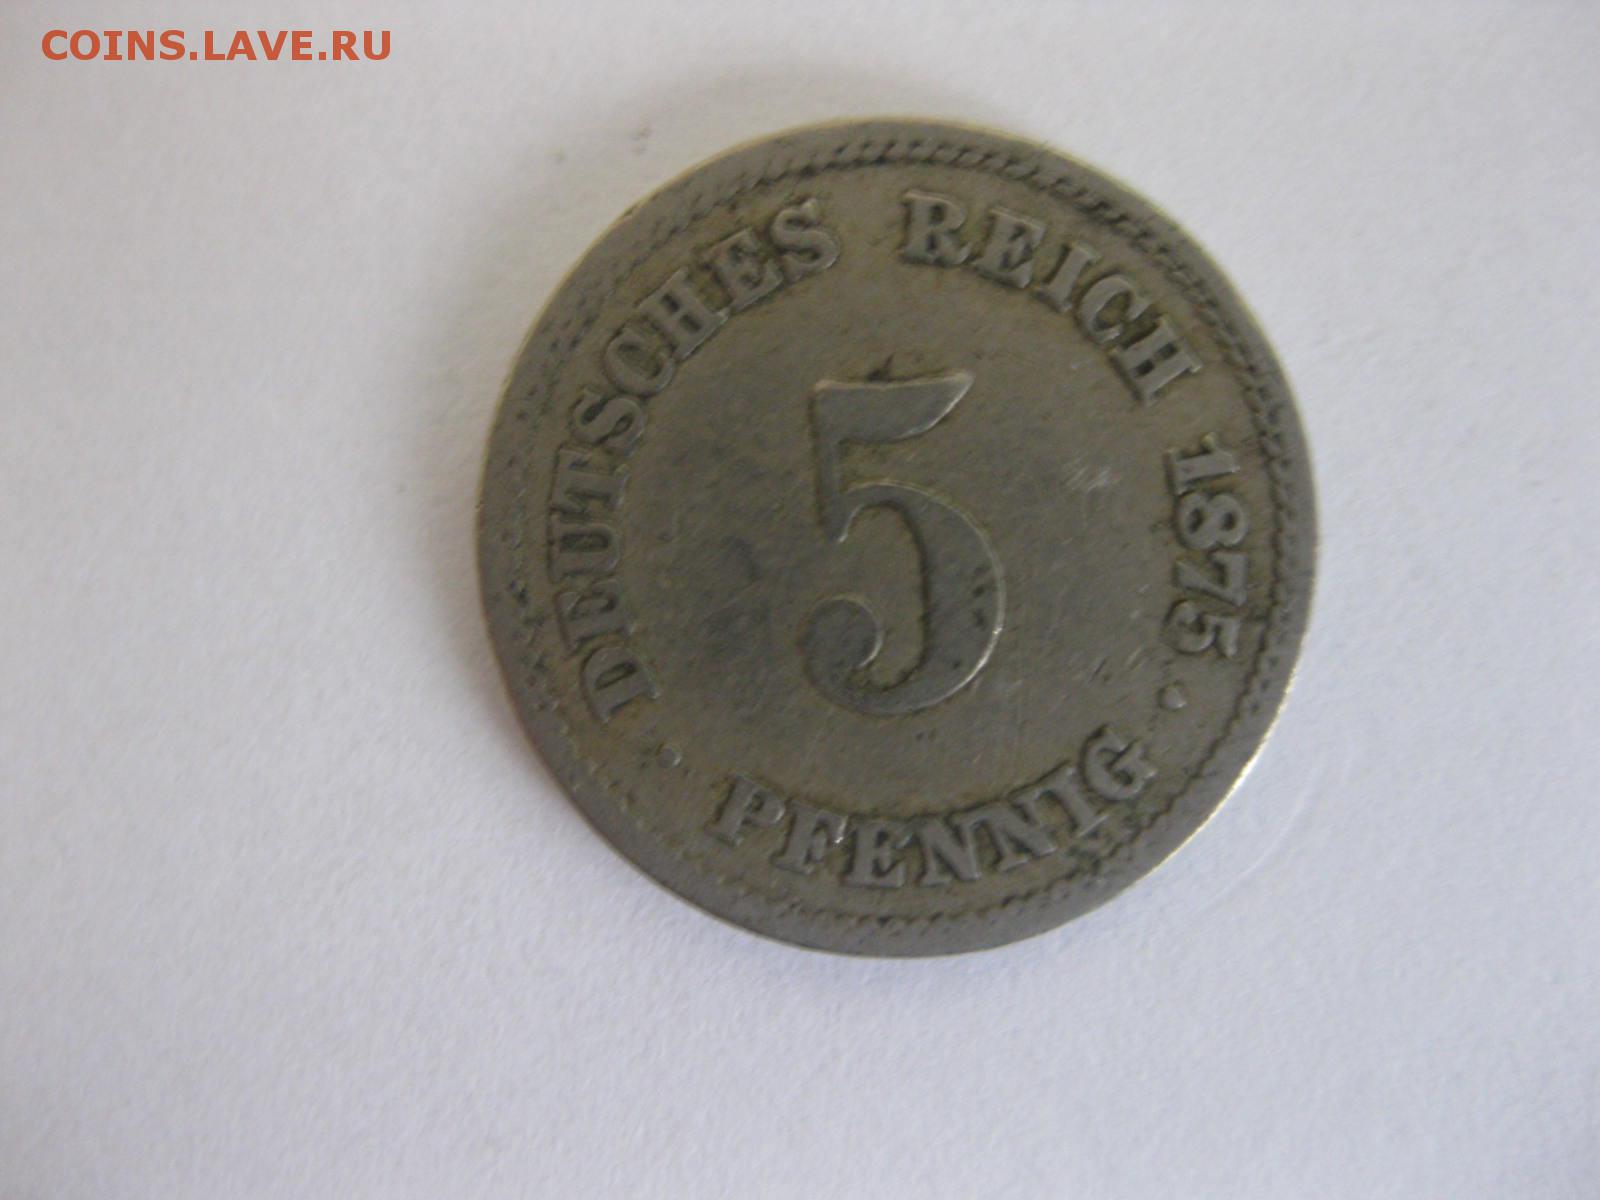 COINS.LAVE.RU
DEUTSCHES REICH 1875
5
PFENNIG